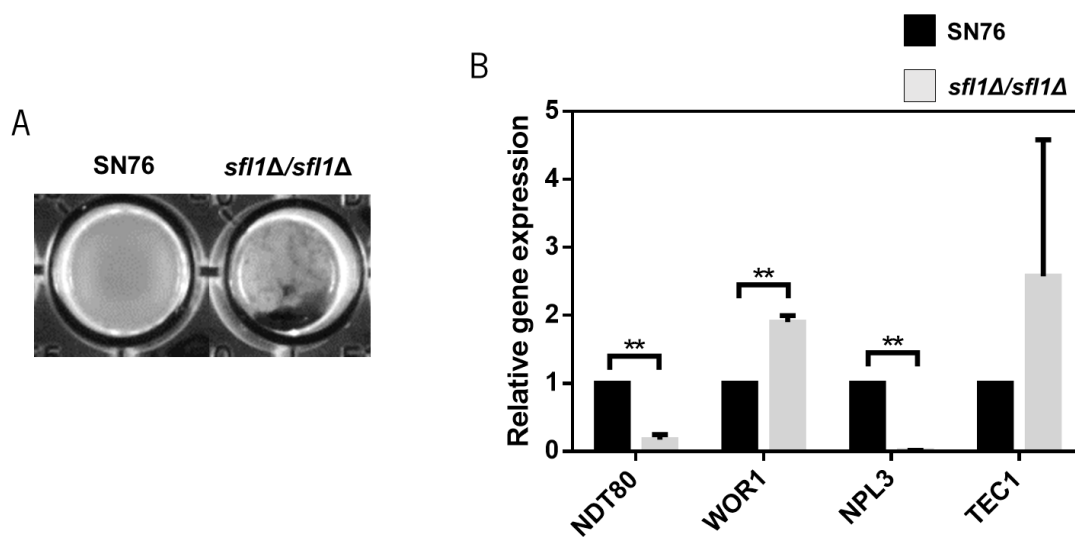 A
SN76
sfl1Δ/sfl1Δ
B
SN76
sfl1Δ/sfl1Δ
Relative gene expression
5
4
3
2
1
0
**
**
**
NDT80
WOR1
NPL3
TEC1